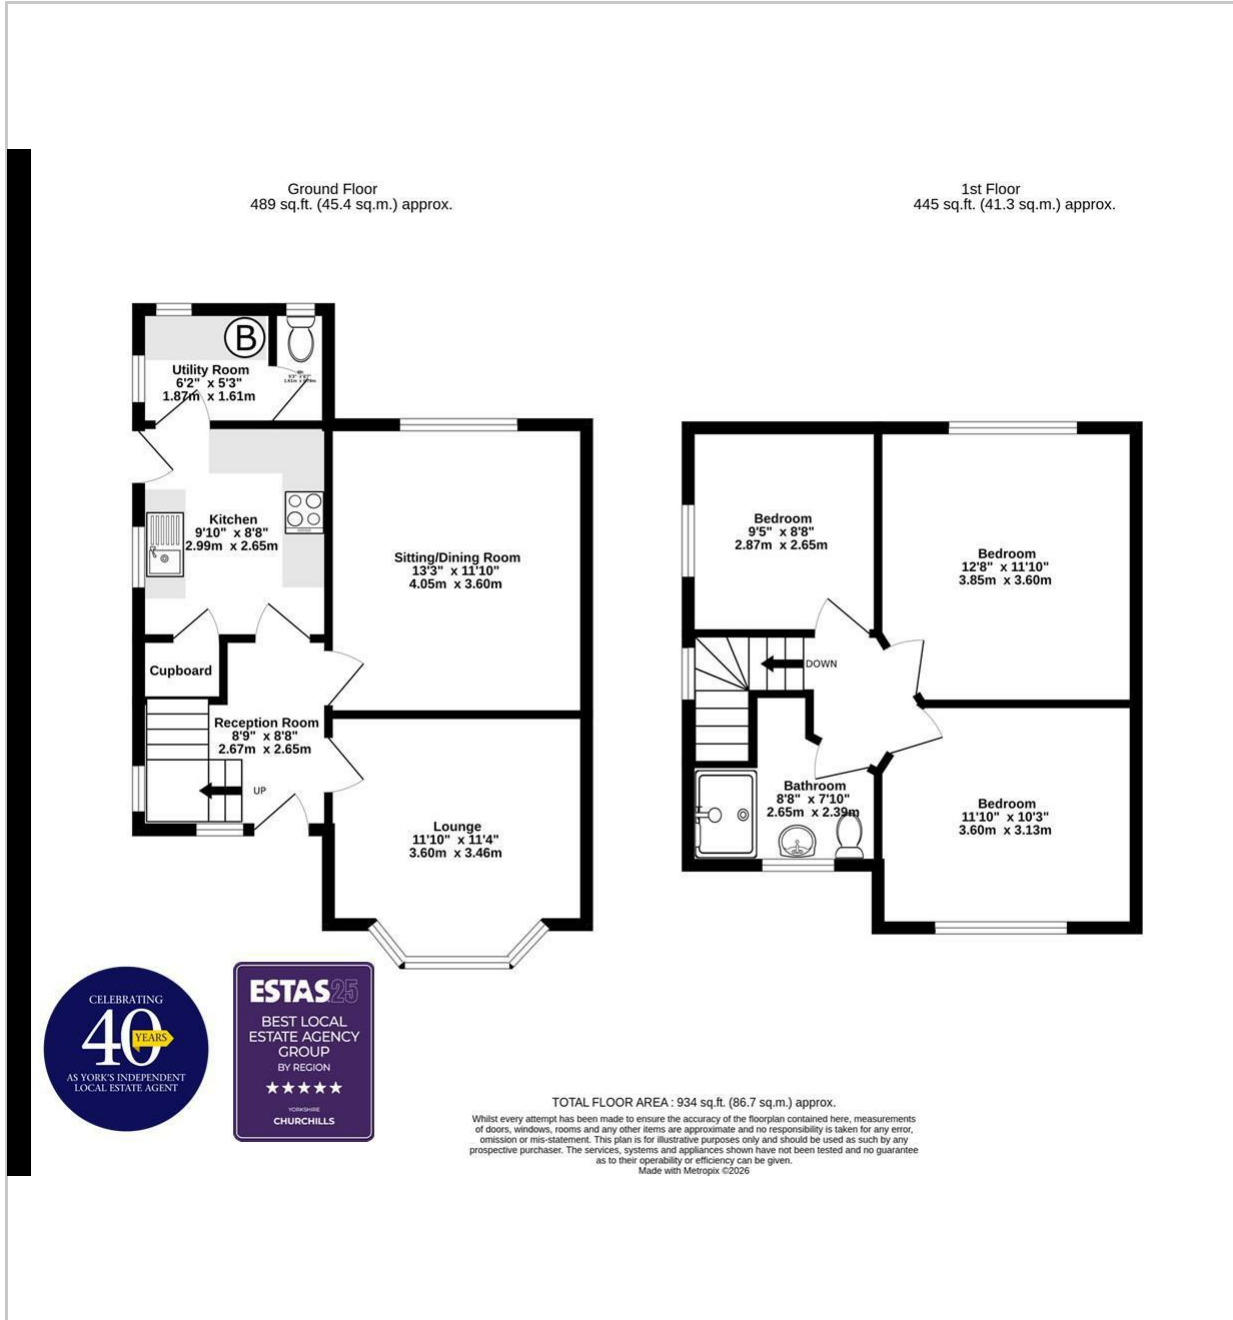 Ground Floor
489 sq.ft. (45.4 sq.m.) approx.
1st Floor
445 sq.ft. (41.3 sq.m.) approx.
B
Utility Room
6'2" x 5'3"
1.87m x 1.61m
Kitchen
9'10" x 8'8"
2.99m x 2.65m
Sitting/Dining Room
13'3" x 11'10"
4.05m x 3.60m
Cupboard
Reception Room
8'9" x 8'8"
2.67m x 2.65m
UP
Lounge
11'10" x 11'4"
3.60m x 3.46m
Bedroom
9'5" x 8'8"
2.87m x 2.65m
Bedroom
12'8" x 11'10"
3.85m x 3.60m
DOWN
Bathroom
8'8" x 7'10"
2.65m x 2.39m
Bedroom
11'10" x 10'3"
3.60m x 3.13m
CELEBRATING
40
YEARS
AS YORK'S INDEPENDENT
LOCAL ESTATE AGENT
ESTAS25
BEST LOCAL
ESTATE AGENCY
GROUP
BY REGION
★★★★★
YORKSHIRE
CHURCHILLS
TOTAL FLOOR AREA : 934 sq.ft. (86.7 sq.m.) approx.
Whilst every attempt has been made to ensure the accuracy of the floorplan contained here, measurements
of doors, windows, rooms and any other items are approximate and no responsibility is taken for any error,
omission or mis-statement. This plan is for illustrative purposes only and should be used as such by any
prospective purchaser. The services, systems and appliances shown have not been tested and no guarantee
as to their operability or efficiency can be given.
Made with Metropix ©2026